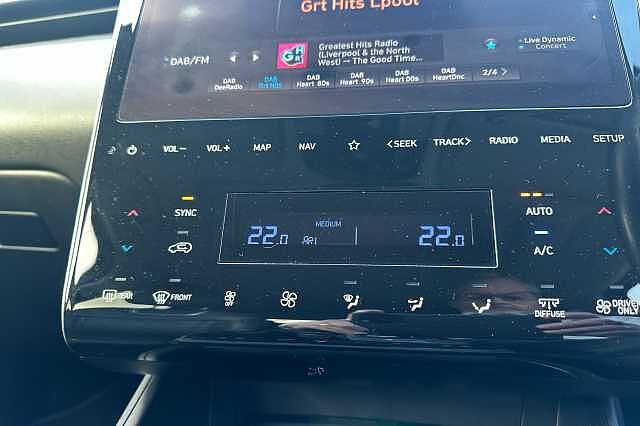 Grt Hits Lpool
DAB/FM
Greatest Hits Radio
(Liverpool & the North
West) — The Good Time...
Live Dynamic
Concert
DAB
DeeRadio
DAB
Grt Hits
DAB
Heart 80s
DAB
Heart 90s
DAB
Heart 00s
DAB
HeartDnc
2/4 >
VOL−
VOL+
MAP
NAV
<SEEK
TRACK>
RADIO
MEDIA
SETUP
SYNC
MEDIUM
22.0
22.0
AUTO
A/C
REAR
FRONT
OFF
DIFFUSE
DRIVER
ONLY